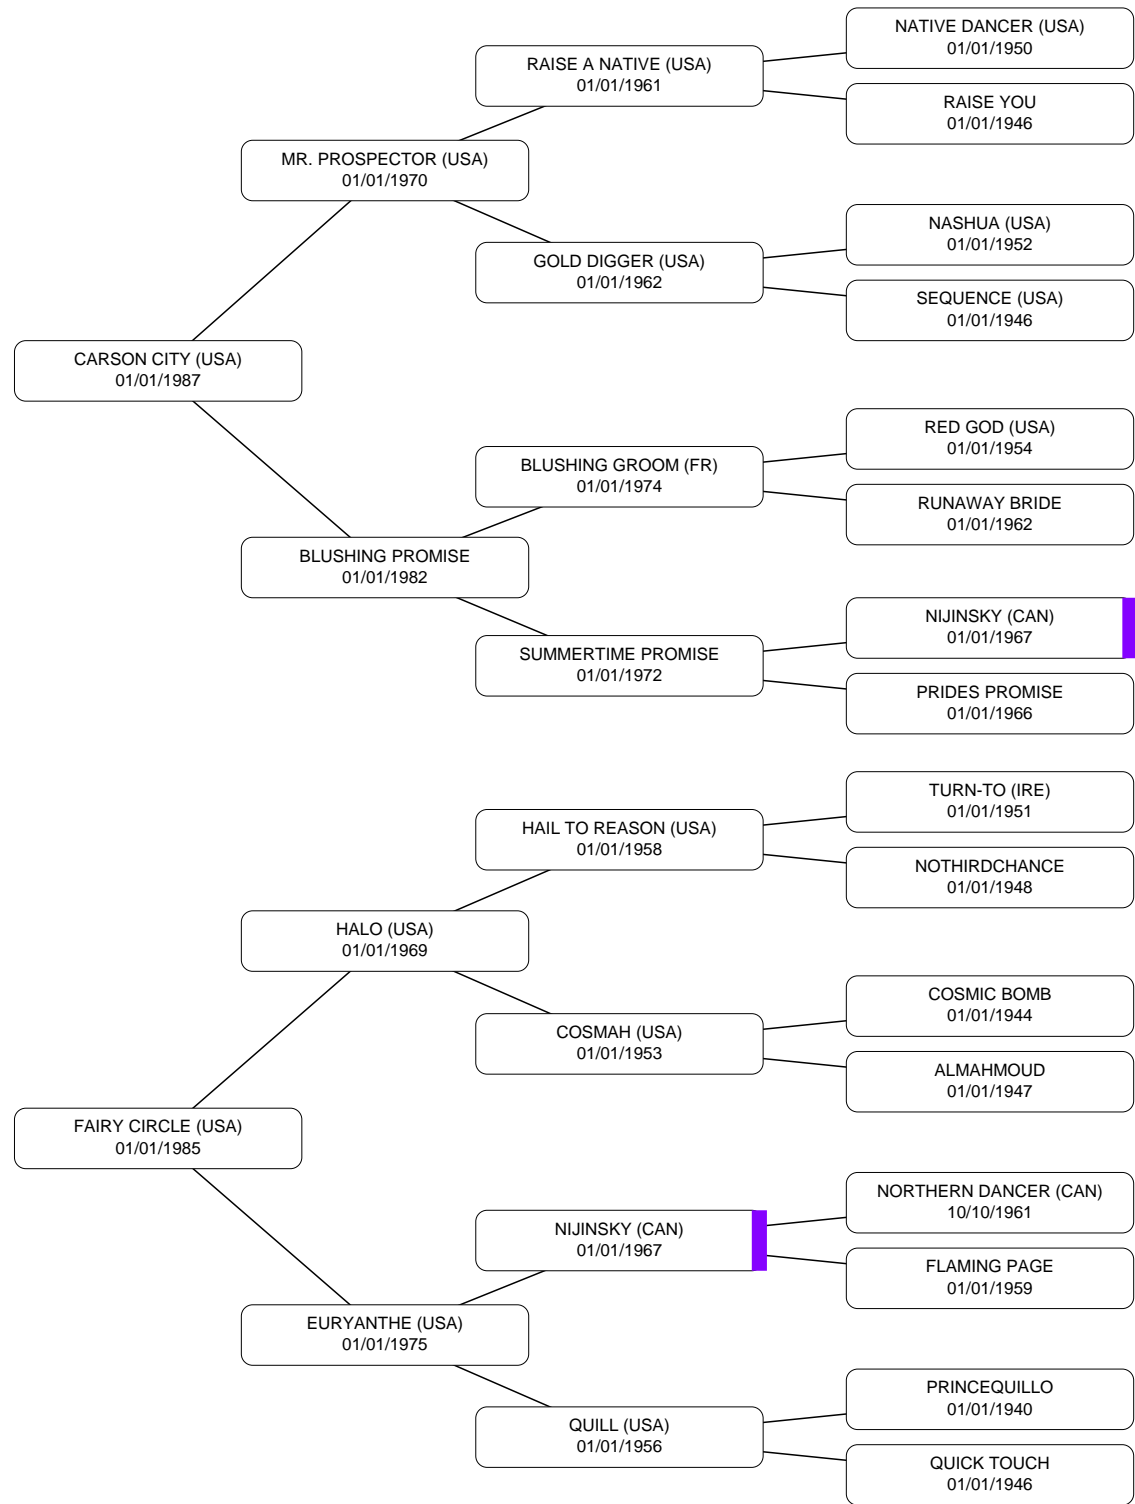 NATIVE DANCER (USA)
01/01/1950
RAISE A NATIVE (USA)
01/01/1961
RAISE YOU
01/01/1946
MR. PROSPECTOR (USA)
01/01/1970
NASHUA (USA)
01/01/1952
GOLD DIGGER (USA)
01/01/1962
SEQUENCE (USA)
01/01/1946
CARSON CITY (USA)
01/01/1987
RED GOD (USA)
01/01/1954
BLUSHING GROOM (FR)
01/01/1974
RUNAWAY BRIDE
01/01/1962
BLUSHING PROMISE
01/01/1982
NIJINSKY (CAN)
01/01/1967
SUMMERTIME PROMISE
01/01/1972
PRIDES PROMISE
01/01/1966
TURN-TO (IRE)
01/01/1951
HAIL TO REASON (USA)
01/01/1958
NOTHIRDCHANCE
01/01/1948
HALO (USA)
01/01/1969
COSMIC BOMB
01/01/1944
COSMAH (USA)
01/01/1953
ALMAHMOUD
01/01/1947
FAIRY CIRCLE (USA)
01/01/1985
NORTHERN DANCER (CAN)
10/10/1961
NIJINSKY (CAN)
01/01/1967
FLAMING PAGE
01/01/1959
EURYANTHE (USA)
01/01/1975
PRINCEQUILLO
01/01/1940
QUILL (USA)
01/01/1956
QUICK TOUCH
01/01/1946